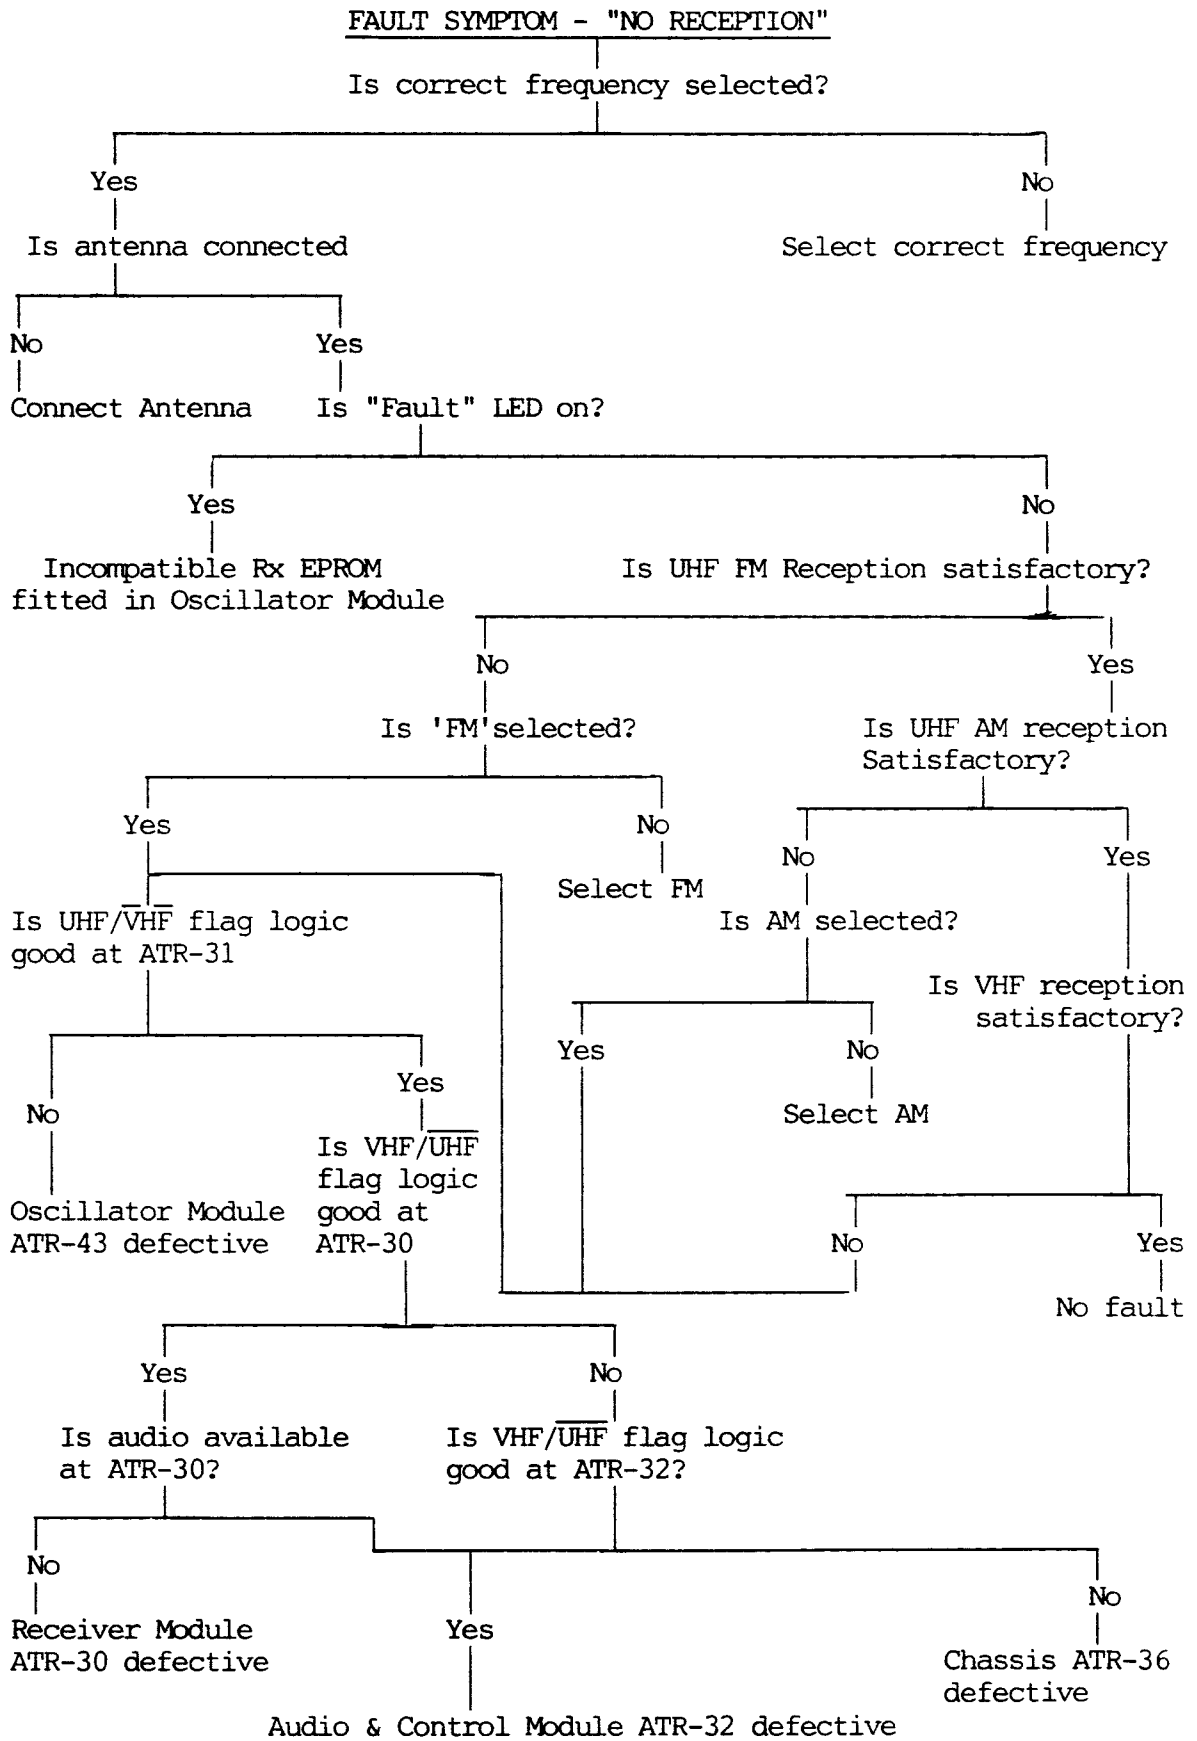 FAULT SYMPTOM - "NO RECEPTION"
Is correct frequency selected?
Yes
No
Is antenna connected
Select correct frequency
No
Yes
Connect Antenna
Is "Fault" LED on?
Yes
No
Incompatible Rx EPROM
fitted in Oscillator Module
Is UHF FM Reception satisfactory?
No
Yes
Is 'FM'selected?
Is UHF AM reception
Satisfactory?
Yes
No
No
Yes
Select FM
Is UHF/V̅H̅F̅ flag logic
good at ATR-31
Is AM selected?
Is VHF reception
satisfactory?
Yes
No
No
Yes
Select AM
Is VHF/U̅H̅F̅
flag logic
good at
ATR-30
Oscillator Module
ATR-43 defective
No
Yes
No fault
Yes
No
Is audio available
at ATR-30?
Is VHF/U̅H̅F̅ flag logic
good at ATR-32?
No
Yes
No
Receiver Module
ATR-30 defective
Chassis ATR-36
defective
Audio & Control Module ATR-32 defective